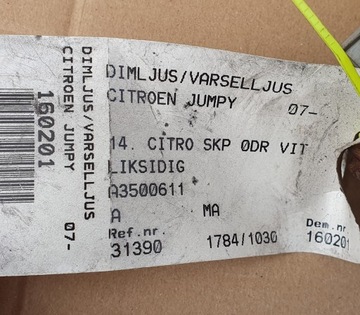 DIMLJUS/VARSELLJUS
CITROEN JUMPY 07-
14. CITRO SKP ØDR VIT
LIKSIDIG
A3500611
A MA
Ref.nr. Dem.nr
31390 1784/1030 160201
DIMLJUS/VARSELLJUS
CITROEN JUMPY 07-
160201